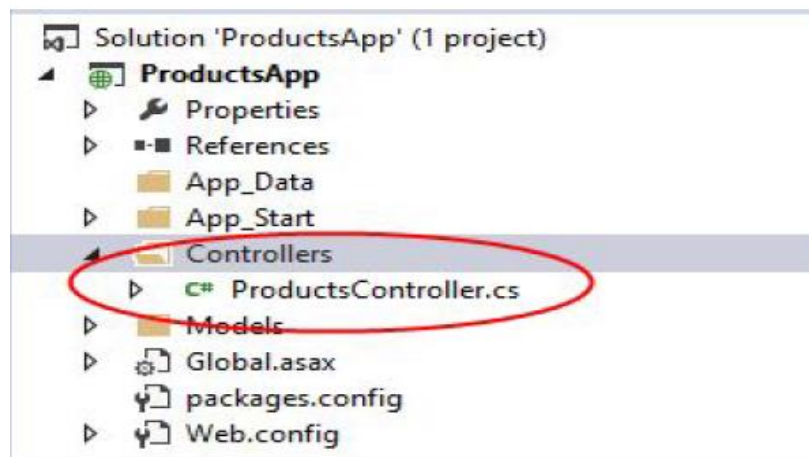 Solution 'ProductsApp' (1 project)
ProductsApp
Properties
References
App_Data
App_Start
Controllers
C# ProductsController.cs
Models
Global.asax
packages.config
Web.config